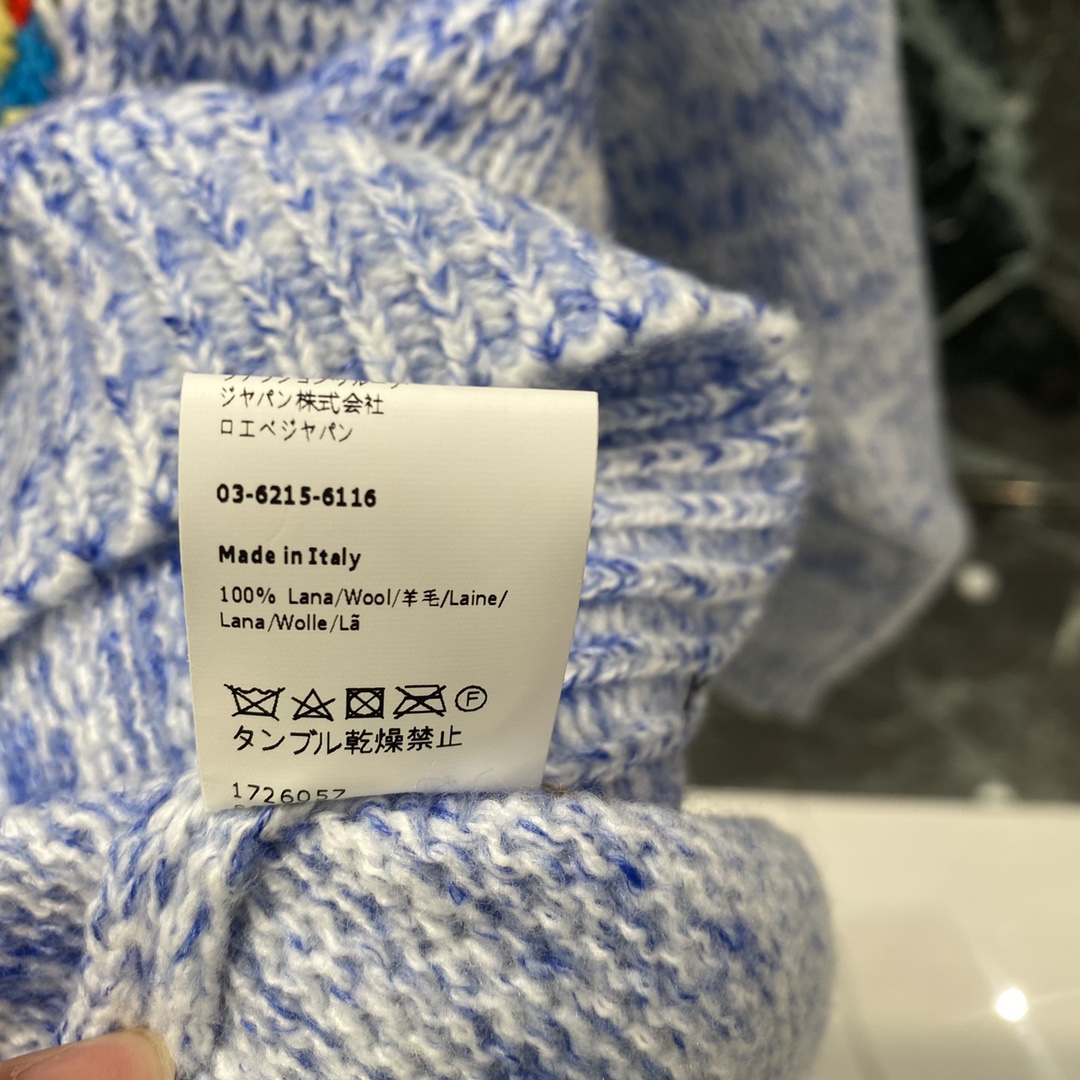 ジャパン株式会社
ロエベジャパン
03-6215-6116
Made in Italy
100% Lana/Wool/羊毛/Laine/
Lana/Wolle/Lã
F
タンブル乾燥禁止